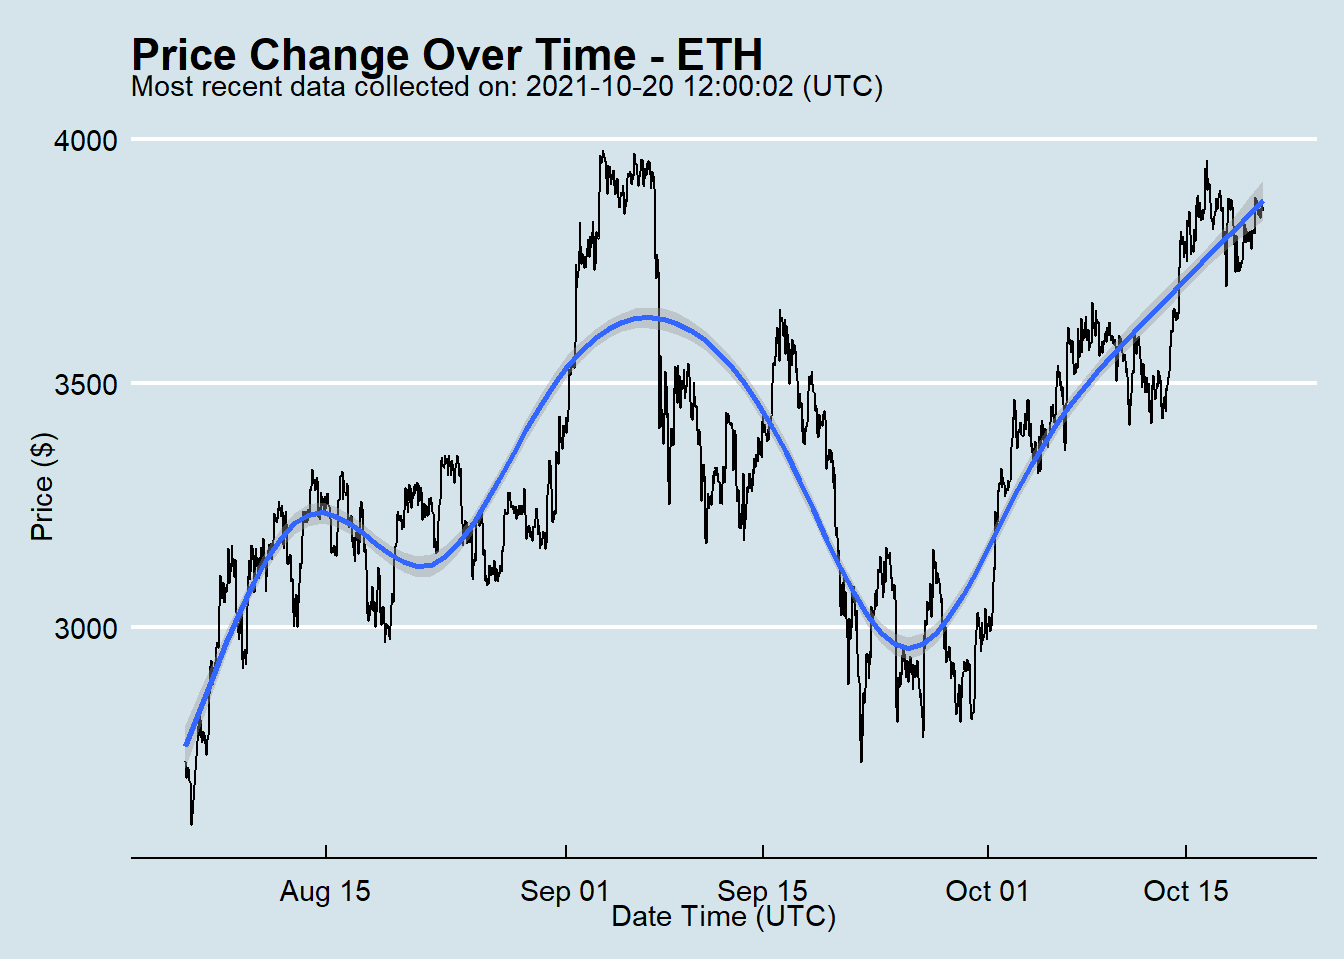 Price Change Over Time - ETH
Most recent data collected on: 2021-10-20 12:00:02 (UTC)
4000
3500
3000
Price ($)
Aug 15
Sep 01
Sep 15
Oct 01
Oct 15
Date Time (UTC)